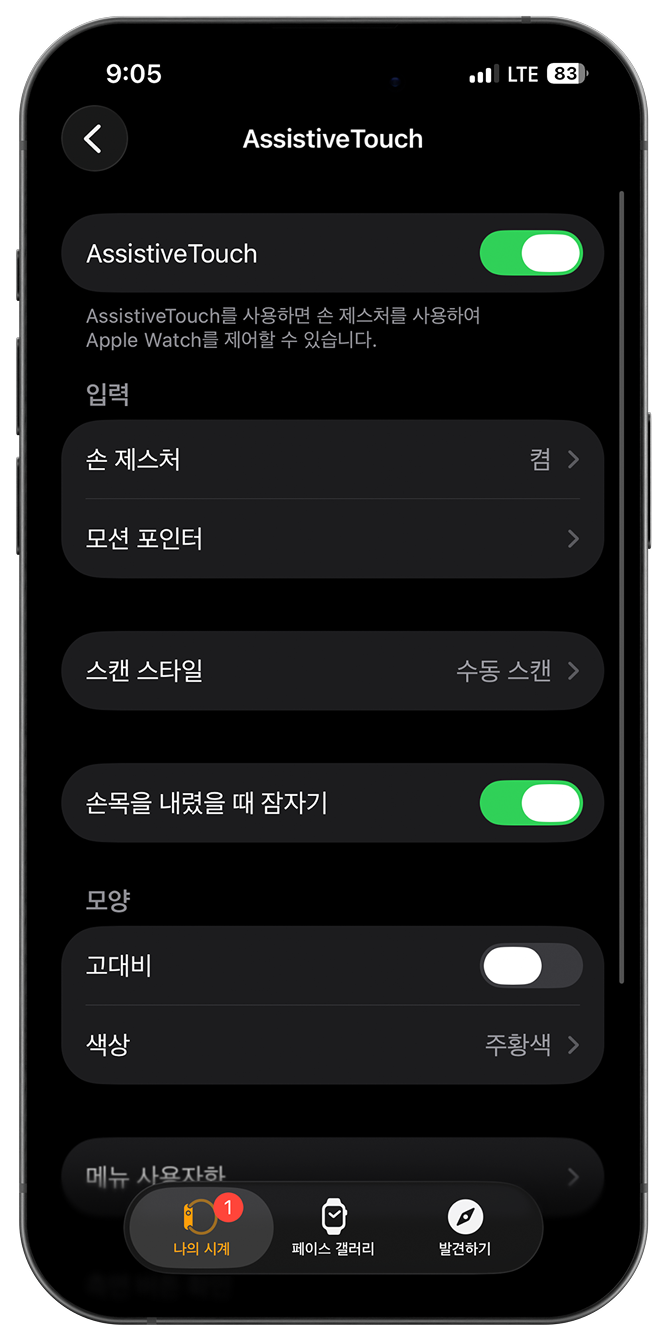 9:05
LTE 83
AssistiveTouch
AssistiveTouch
AssistiveTouch를 사용하면 손 제스처를 사용하여
Apple Watch를 제어할 수 있습니다.
입력
손 제스처 켬
모션 포인터
스캔 스타일 수동 스캔
손목을 내렸을 때 잠자기
모양
고대비
색상 주황색
메뉴 사용자화
1
나의 시계 페이스 갤러리 발견하기